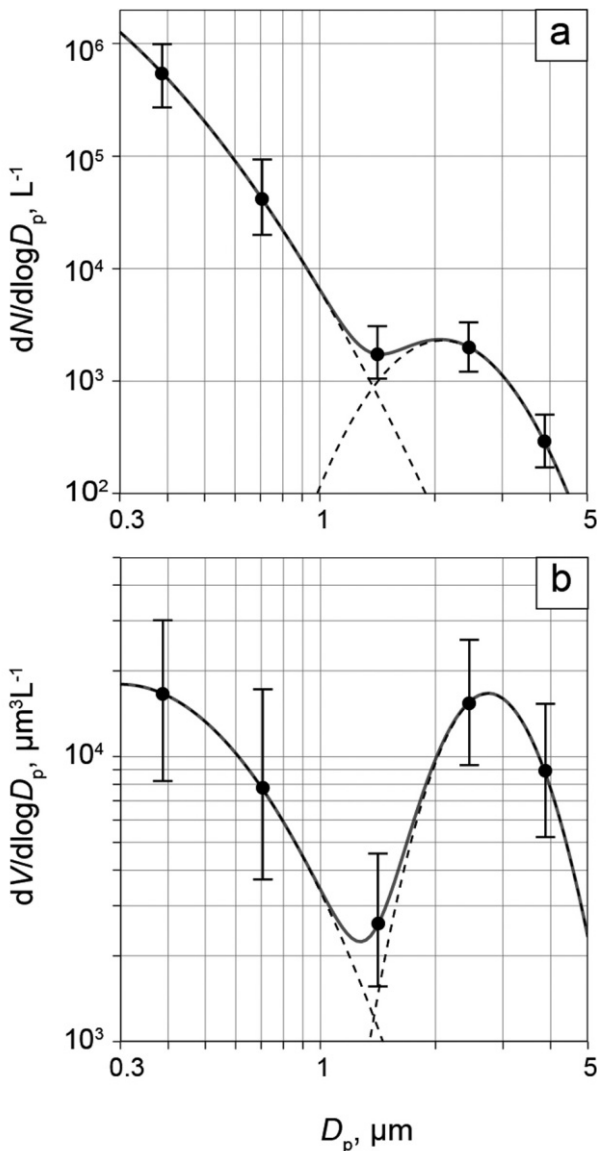 a
10⁶
10⁵
10⁴
10³
10²
dN/dlogDₚ, L⁻¹
0.3 1 5
b
10⁴
10³
dV/dlogDₚ, µm³L⁻¹
0.3 1 5
Dₚ, µm